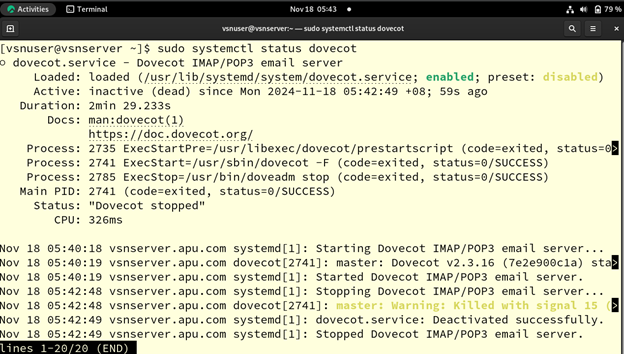 Activities Terminal Nov 18 05:43 79 %
vsnuser@vsnserver:~ — sudo systemctl status dovecot
[vsnuser@vsnserver ~]$ sudo systemctl status dovecot
○ dovecot.service - Dovecot IMAP/POP3 email server
Loaded: loaded (/usr/lib/systemd/system/dovecot.service; enabled; preset: disabled)
Active: inactive (dead) since Mon 2024-11-18 05:42:49 +08; 59s ago
Duration: 2min 29.233s
Docs: man:dovecot(1)
https://doc.dovecot.org/
Process: 2735 ExecStartPre=/usr/libexec/dovecot/prestartscript (code=exited, status=0>
Process: 2741 ExecStart=/usr/sbin/dovecot -F (code=exited, status=0/SUCCESS)
Process: 2785 ExecStop=/usr/bin/doveadm stop (code=exited, status=0/SUCCESS)
Main PID: 2741 (code=exited, status=0/SUCCESS)
Status: "Dovecot stopped"
CPU: 326ms
Nov 18 05:40:18 vsnserver.apu.com systemd[1]: Starting Dovecot IMAP/POP3 email server...
Nov 18 05:40:19 vsnserver.apu.com dovecot[2741]: master: Dovecot v2.3.16 (7e2e900c1a) sta>
Nov 18 05:40:19 vsnserver.apu.com systemd[1]: Started Dovecot IMAP/POP3 email server.
Nov 18 05:42:48 vsnserver.apu.com systemd[1]: Stopping Dovecot IMAP/POP3 email server...
Nov 18 05:42:48 vsnserver.apu.com dovecot[2741]: master: Warning: Killed with signal 15 (>
Nov 18 05:42:49 vsnserver.apu.com systemd[1]: dovecot.service: Deactivated successfully.
Nov 18 05:42:49 vsnserver.apu.com systemd[1]: Stopped Dovecot IMAP/POP3 email server.
lines 1-20/20 (END)